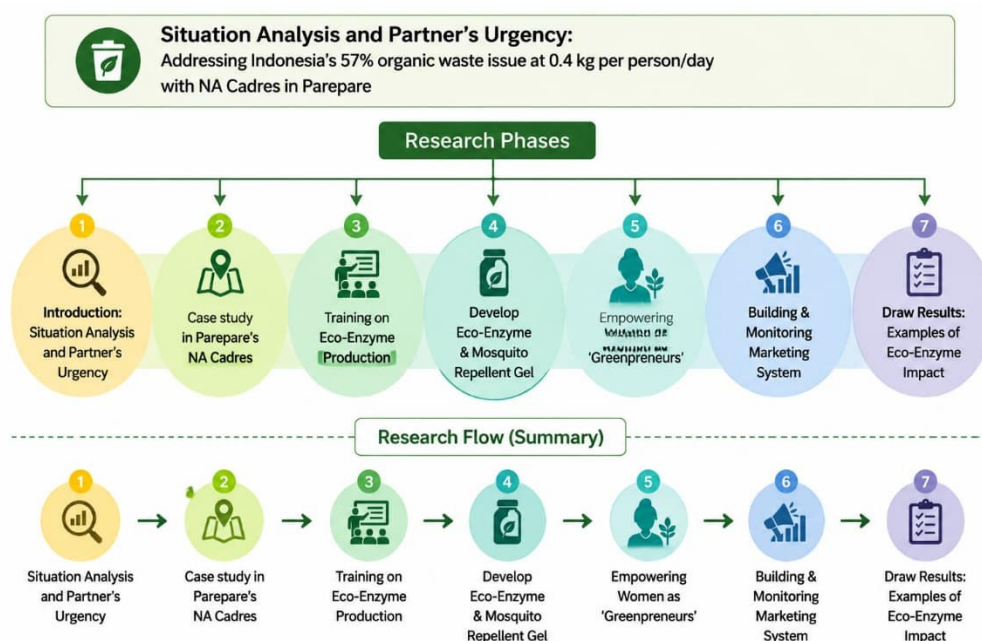 Situation Analysis and Partner's Urgency:
Addressing Indonesia's 57% organic waste issue at 0.4 kg per person/day
with NA Cadres in Parepare
Research Phases
1
Introduction:
Situation Analysis
and Partner's
Urgency
2
Case study
in Parepare's
NA Cadres
3
Training on
Eco-Enzyme
Production
4
Develop
Eco-Enzyme
& Mosquito
Repellent Gel
5
Empowering
'Greenpreneurs'
6
Building &
Monitoring
Marketing
System
7
Draw Results:
Examples of
Eco-Enzyme
Impact
Research Flow (Summary)
1
Situation Analysis
and Partner's
Urgency
2
Case study in
Parepare's
NA Cadres
3
Training on
Eco-Enzyme
Production
4
Develop
Eco-Enzyme
& Mosquito
Repellent Gel
5
Empowering
Women as
'Greenpreneurs'
6
Building &
Monitoring
Marketing
System
7
Draw Results:
Examples of
Eco-Enzyme
Impact